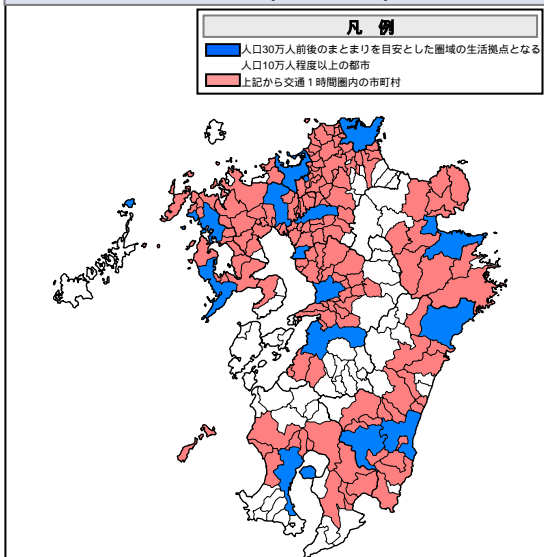 凡 例
人口30万人前後のまとまりを目安とした圏域の生活拠点となる
人口10万人程度以上の都市
上記から交通１時間圏内の市町村